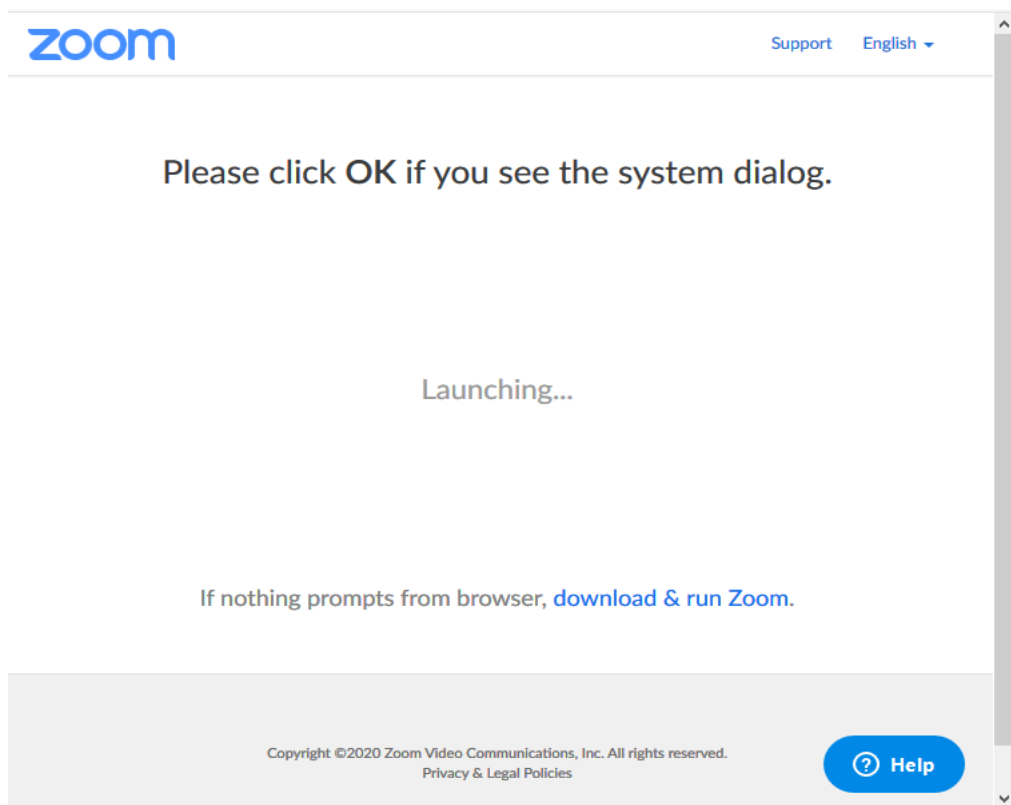 zoom
Support English
Please click OK if you see the system dialog.
Launching...
If nothing prompts from browser, download & run Zoom.
Copyright ©2020 Zoom Video Communications, Inc. All rights reserved.
Privacy & Legal Policies
? Help